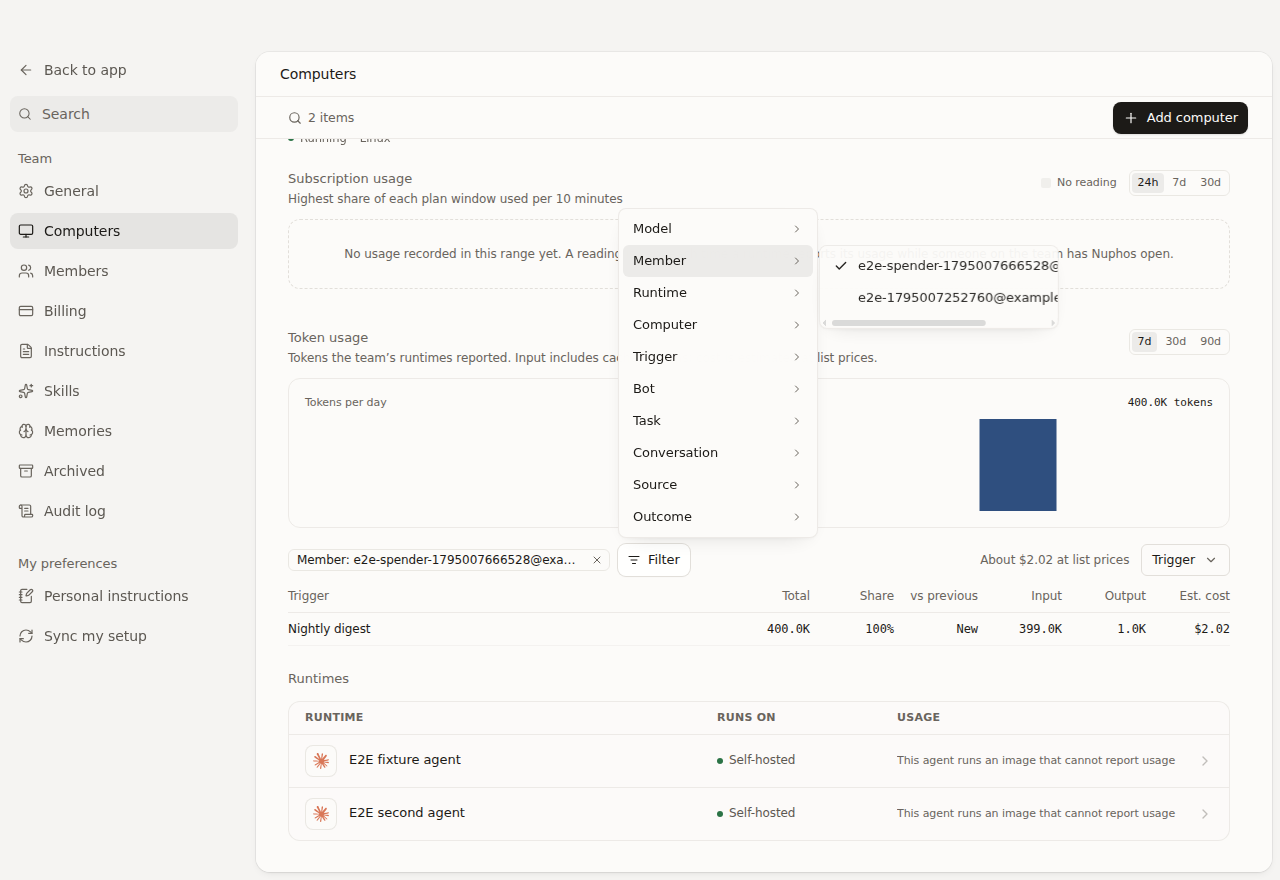 Back to app
Search
Team
General
Computers
Members
Billing
Instructions
Skills
Memories
Archived
Audit log
My preferences
Personal instructions
Sync my setup
Computers
2 items
Add computer
Running Linux
Subscription usage
Highest share of each plan window used per 10 minutes
No reading
24h 7d 30d
No usage recorded in this range yet. A reading
has Nuphos open.
Model
Member
Runtime
Computer
Trigger
Bot
Task
Conversation
Source
Outcome
e2e-spender-1795007666528@
e2e-1795007252760@example
Token usage
Tokens the team’s runtimes reported. Input includes
list prices.
7d 30d 90d
Tokens per day
400.0K tokens
Member: e2e-spender-1795007666528@exa...
Filter
About $2.02 at list prices
Trigger
Trigger Total Share vs previous Input Output Est. cost
Nightly digest 400.0K 100% New 399.0K 1.0K $2.02
Runtimes
RUNTIME RUNS ON USAGE
E2E fixture agent Self-hosted This agent runs an image that cannot report usage
E2E second agent Self-hosted This agent runs an image that cannot report usage